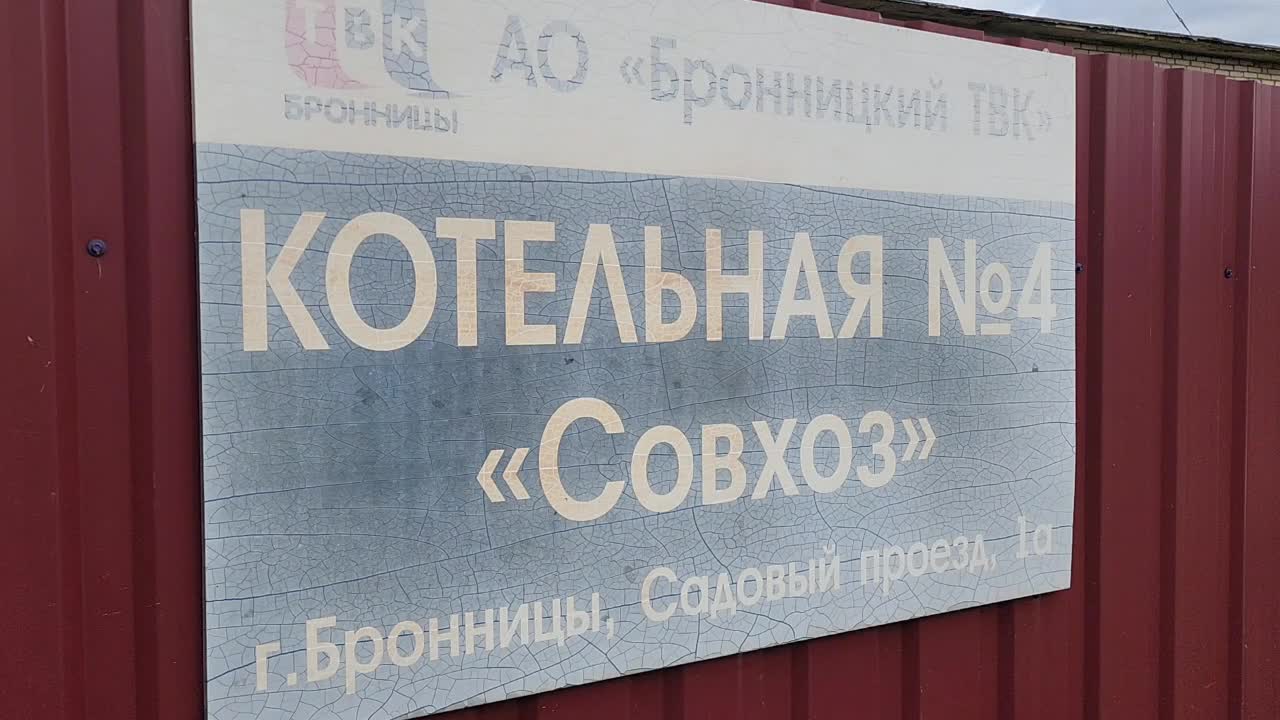 ТВК
БРОННИЦЫ
АО «Бронницкий ТВК»
КОТЕЛЬНАЯ №4
«Совхоз»
г.Бронницы, Садовый проезд, 1а